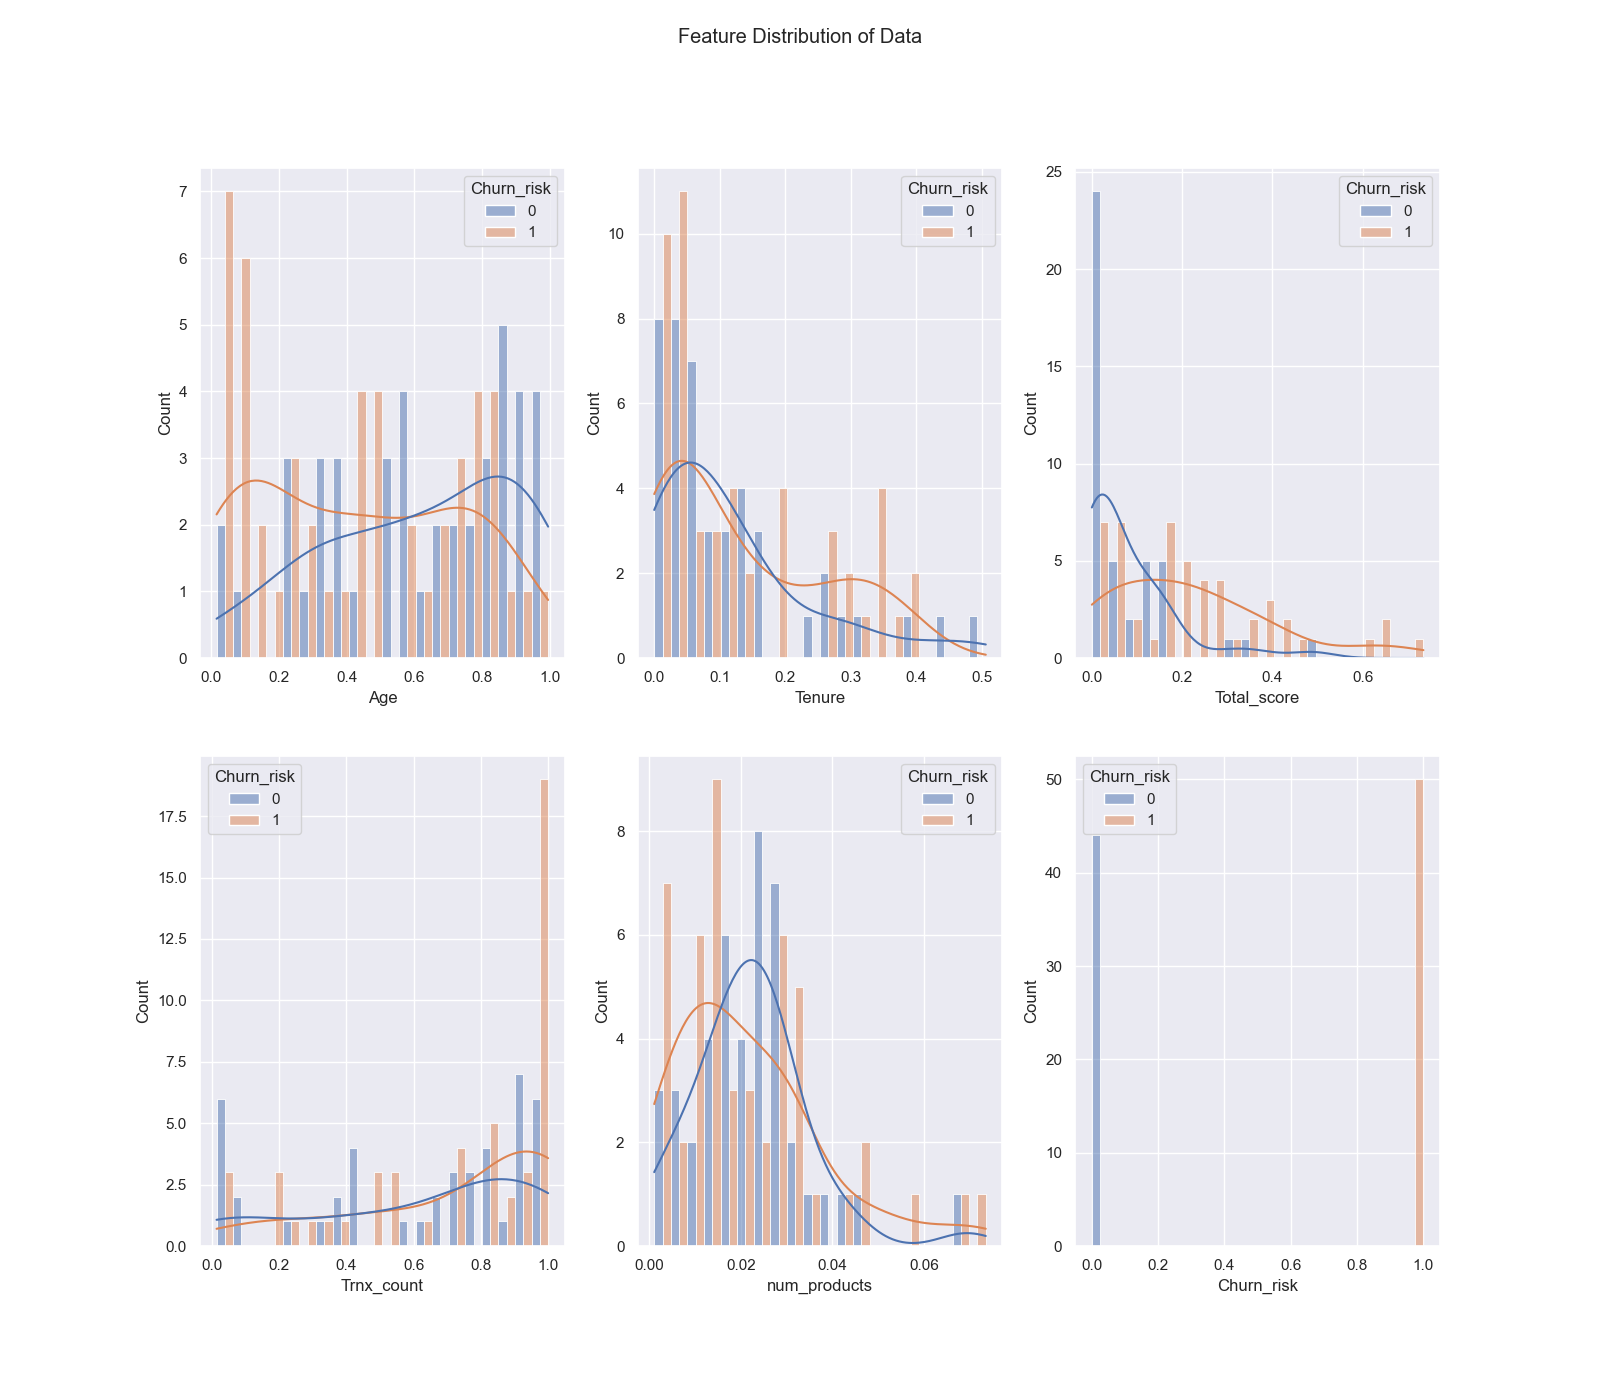 Feature Distribution of Data
7
6
5
4
3
2
1
0
Count
0.0 0.2 0.4 0.6 0.8 1.0
Age
Churn_risk
0
1
10
8
6
4
2
0
Count
0.0 0.1 0.2 0.3 0.4 0.5
Tenure
Churn_risk
0
1
25
20
15
10
5
0
Count
0.0 0.2 0.4 0.6
Total_score
Churn_risk
0
1
17.5
15.0
12.5
10.0
7.5
5.0
2.5
0.0
Count
0.0 0.2 0.4 0.6 0.8 1.0
Trnx_count
Churn_risk
0
1
8
6
4
2
0
Count
0.00 0.02 0.04 0.06
num_products
Churn_risk
0
1
50
40
30
20
10
0
Count
0.0 0.2 0.4 0.6 0.8 1.0
Churn_risk
Churn_risk
0
1